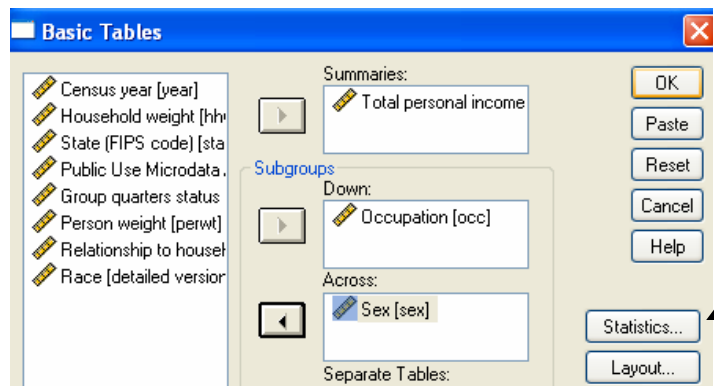 Basic Tables
Census year [year]
Household weight [hh
State (FIPS code) [sta
Public Use Microdata
Group quarters status
Person weight [perwt]
Relationship to househ
Race [detailed version
Summaries:
Total personal income
Subgroups
Down:
Occupation [occ]
Across:
Sex [sex]
Separate Tables:
OK
Paste
Reset
Cancel
Help
Statistics...
Layout...